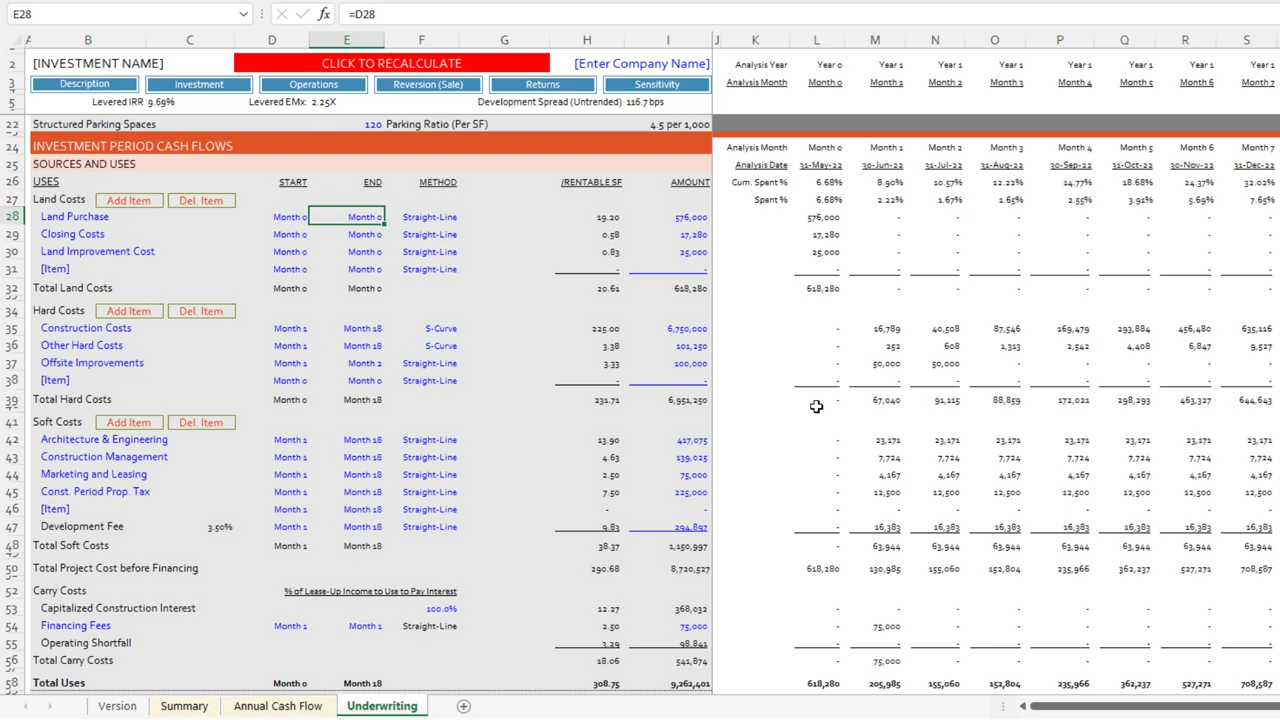 E28 fx =D28
A B C D E F G H I J K L M N O P Q R S
2 [INVESTMENT NAME] CLICK TO RECALCULATE [Enter Company Name] Analysis Year Year 0 Year 1 Year 1 Year 1 Year 1 Year 1 Year 1 Year 1
3 Description Investment Operations Reversion (Sale) Returns Sensitivity Analysis Month Month 0 Month 1 Month 2 Month 3 Month 4 Month 5 Month 6 Month 7
5 Levered IRR 9.69% Levered EMx: 2.25X Development Spread (Untrended) 116.7 bps
22 Structured Parking Spaces 120 Parking Ratio (Per SF) 4.5 per 1,000
24 INVESTMENT PERIOD CASH FLOWS Analysis Month Month 0 Month 1 Month 2 Month 3 Month 4 Month 5 Month 6 Month 7
25 SOURCES AND USES Analysis Date 31-May-22 30-Jun-22 31-Jul-22 31-Aug-22 30-Sep-22 31-Oct-22 30-Nov-22 31-Dec-22
26 USES START END METHOD /RENTABLE SF AMOUNT Cum. Spent % 6.68% 8.90% 10.57% 12.22% 14.77% 18.68% 24.37% 32.02%
27 Land Costs Add Item Del. Item Spent % 6.68% 2.22% 1.67% 1.65% 2.55% 3.91% 5.69% 7.65%
28 Land Purchase Month 0 Month 0 Straight-Line 19.20 576,000 576,000 - - - - - - -
29 Closing Costs Month 0 Month 0 Straight-Line 0.58 17,280 17,280 - - - - - - -
30 Land Improvement Cost Month 0 Month 0 Straight-Line 0.83 25,000 25,000 - - - - - - -
31 [Item] Month 0 Month 0 Straight-Line - - - - - - - - - -
32 Total Land Costs Month 0 Month 0 20.61 618,280 618,280 - - - - - - -
34 Hard Costs Add Item Del. Item
35 Construction Costs Month 1 Month 18 S-Curve 225.00 6,750,000 - 16,789 40,508 87,546 169,479 293,884 456,480 635,116
36 Other Hard Costs Month 1 Month 18 S-Curve 3.38 101,250 - 252 608 1,313 2,542 4,408 6,847 9,527
37 Offsite Improvements Month 1 Month 2 Straight-Line 3.33 100,000 - 50,000 50,000 - - - - -
38 [Item] Month 0 Month 0 Straight-Line - - - - - - - - - -
39 Total Hard Costs Month 0 Month 18 231.71 6,951,250 - 67,040 91,115 88,859 172,021 298,293 463,327 644,643
41 Soft Costs Add Item Del. Item
42 Architecture & Engineering Month 1 Month 18 Straight-Line 13.90 417,075 - 23,171 23,171 23,171 23,171 23,171 23,171 23,171
43 Construction Management Month 1 Month 18 Straight-Line 4.63 139,025 - 7,724 7,724 7,724 7,724 7,724 7,724 7,724
44 Marketing and Leasing Month 1 Month 18 Straight-Line 2.50 75,000 - 4,167 4,167 4,167 4,167 4,167 4,167 4,167
45 Const. Period Prop. Tax Month 1 Month 18 Straight-Line 7.50 225,000 - 12,500 12,500 12,500 12,500 12,500 12,500 12,500
46 [Item] Month 1 Month 18 Straight-Line - - - - - - - - - -
47 Development Fee 3.50% Month 1 Month 18 Straight-Line 9.83 294,897 - 16,383 16,383 16,383 16,383 16,383 16,383 16,383
48 Total Soft Costs Month 1 Month 18 38.37 1,150,997 - 63,944 63,944 63,944 63,944 63,944 63,944 63,944
50 Total Project Cost before Financing 290.68 8,720,527 618,280 130,985 155,060 152,804 235,966 362,237 527,271 708,587
52 Carry Costs % of Lease-Up Income to Use to Pay Interest
53 Capitalized Construction Interest 100.0% 12.27 368,032 - - - - - - - -
54 Financing Fees Month 1 Month 1 Straight-Line 2.50 75,000 - 75,000 - - - - - -
55 Operating Shortfall 3.29 98,841 - - - - - - - -
56 Total Carry Costs 18.06 541,874 - 75,000 - - - - - -
58 Total Uses Month 0 Month 18 308.75 9,262,401 618,280 205,985 155,060 152,804 235,966 362,237 527,271 708,587
Version Summary Annual Cash Flow Underwriting